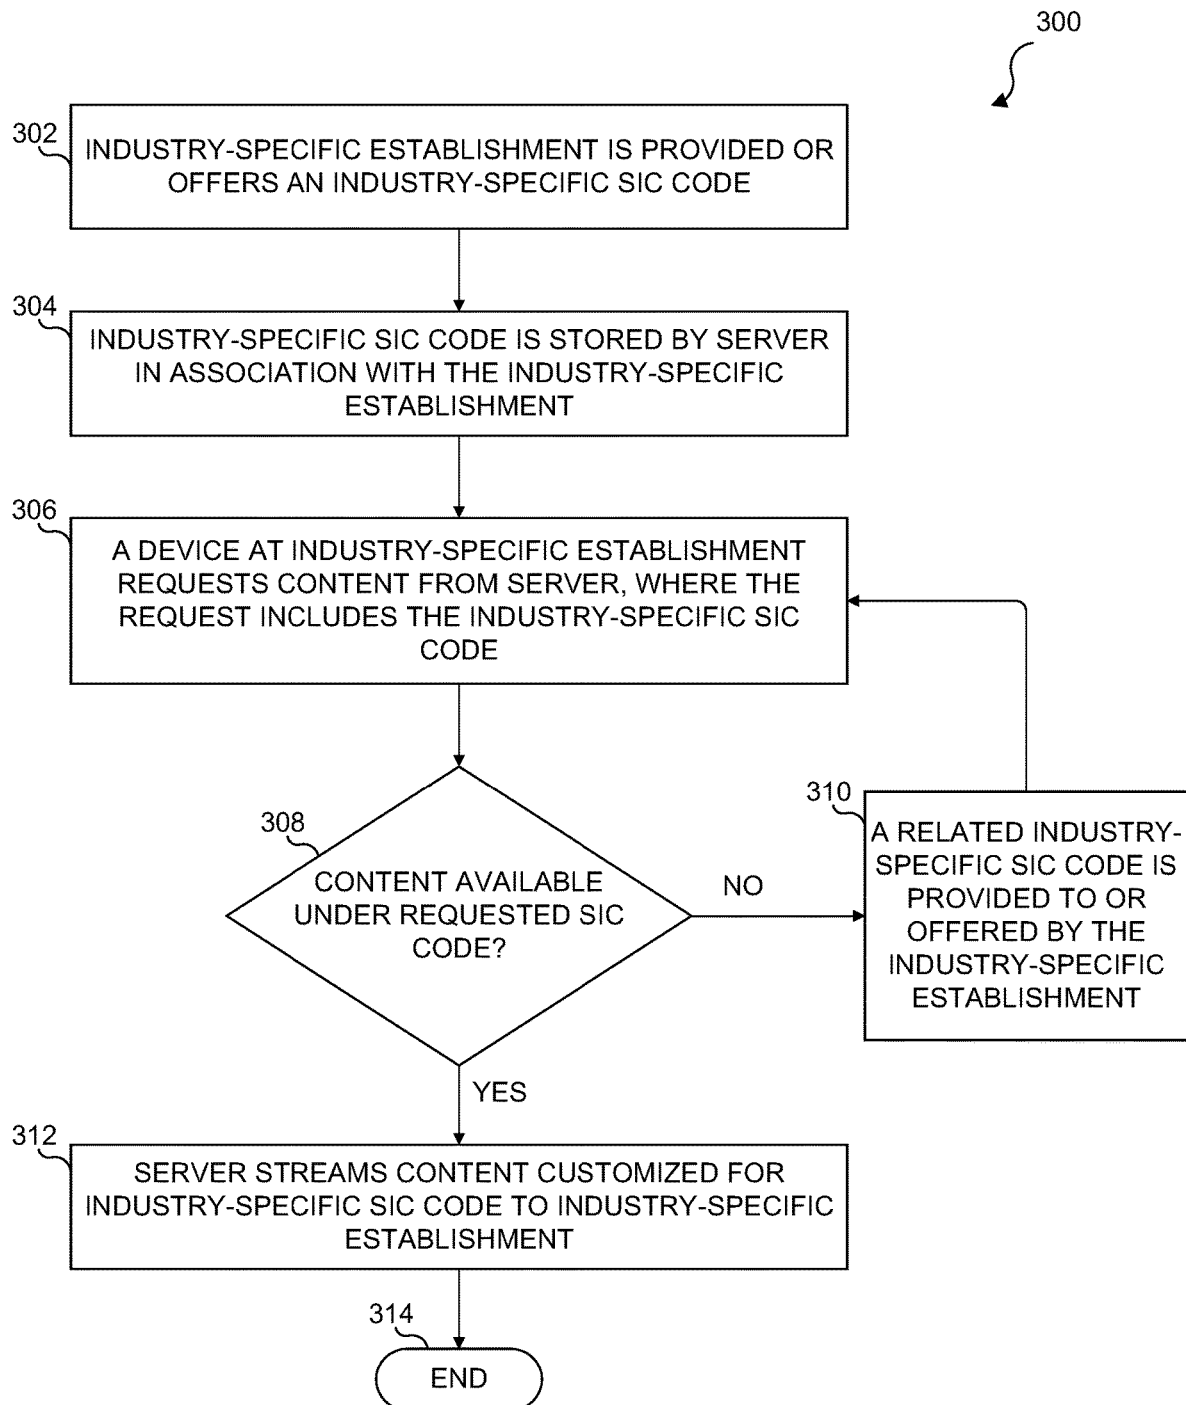 300
302
INDUSTRY-SPECIFIC ESTABLISHMENT IS PROVIDED OR
OFFERS AN INDUSTRY-SPECIFIC SIC CODE
304
INDUSTRY-SPECIFIC SIC CODE IS STORED BY SERVER
IN ASSOCIATION WITH THE INDUSTRY-SPECIFIC
ESTABLISHMENT
306
A DEVICE AT INDUSTRY-SPECIFIC ESTABLISHMENT
REQUESTS CONTENT FROM SERVER, WHERE THE
REQUEST INCLUDES THE INDUSTRY-SPECIFIC SIC
CODE
308
CONTENT AVAILABLE
UNDER REQUESTED SIC
CODE?
NO
310
A RELATED INDUSTRY-
SPECIFIC SIC CODE IS
PROVIDED TO OR
OFFERED BY THE
INDUSTRY-SPECIFIC
ESTABLISHMENT
YES
312
SERVER STREAMS CONTENT CUSTOMIZED FOR
INDUSTRY-SPECIFIC SIC CODE TO INDUSTRY-SPECIFIC
ESTABLISHMENT
314
END